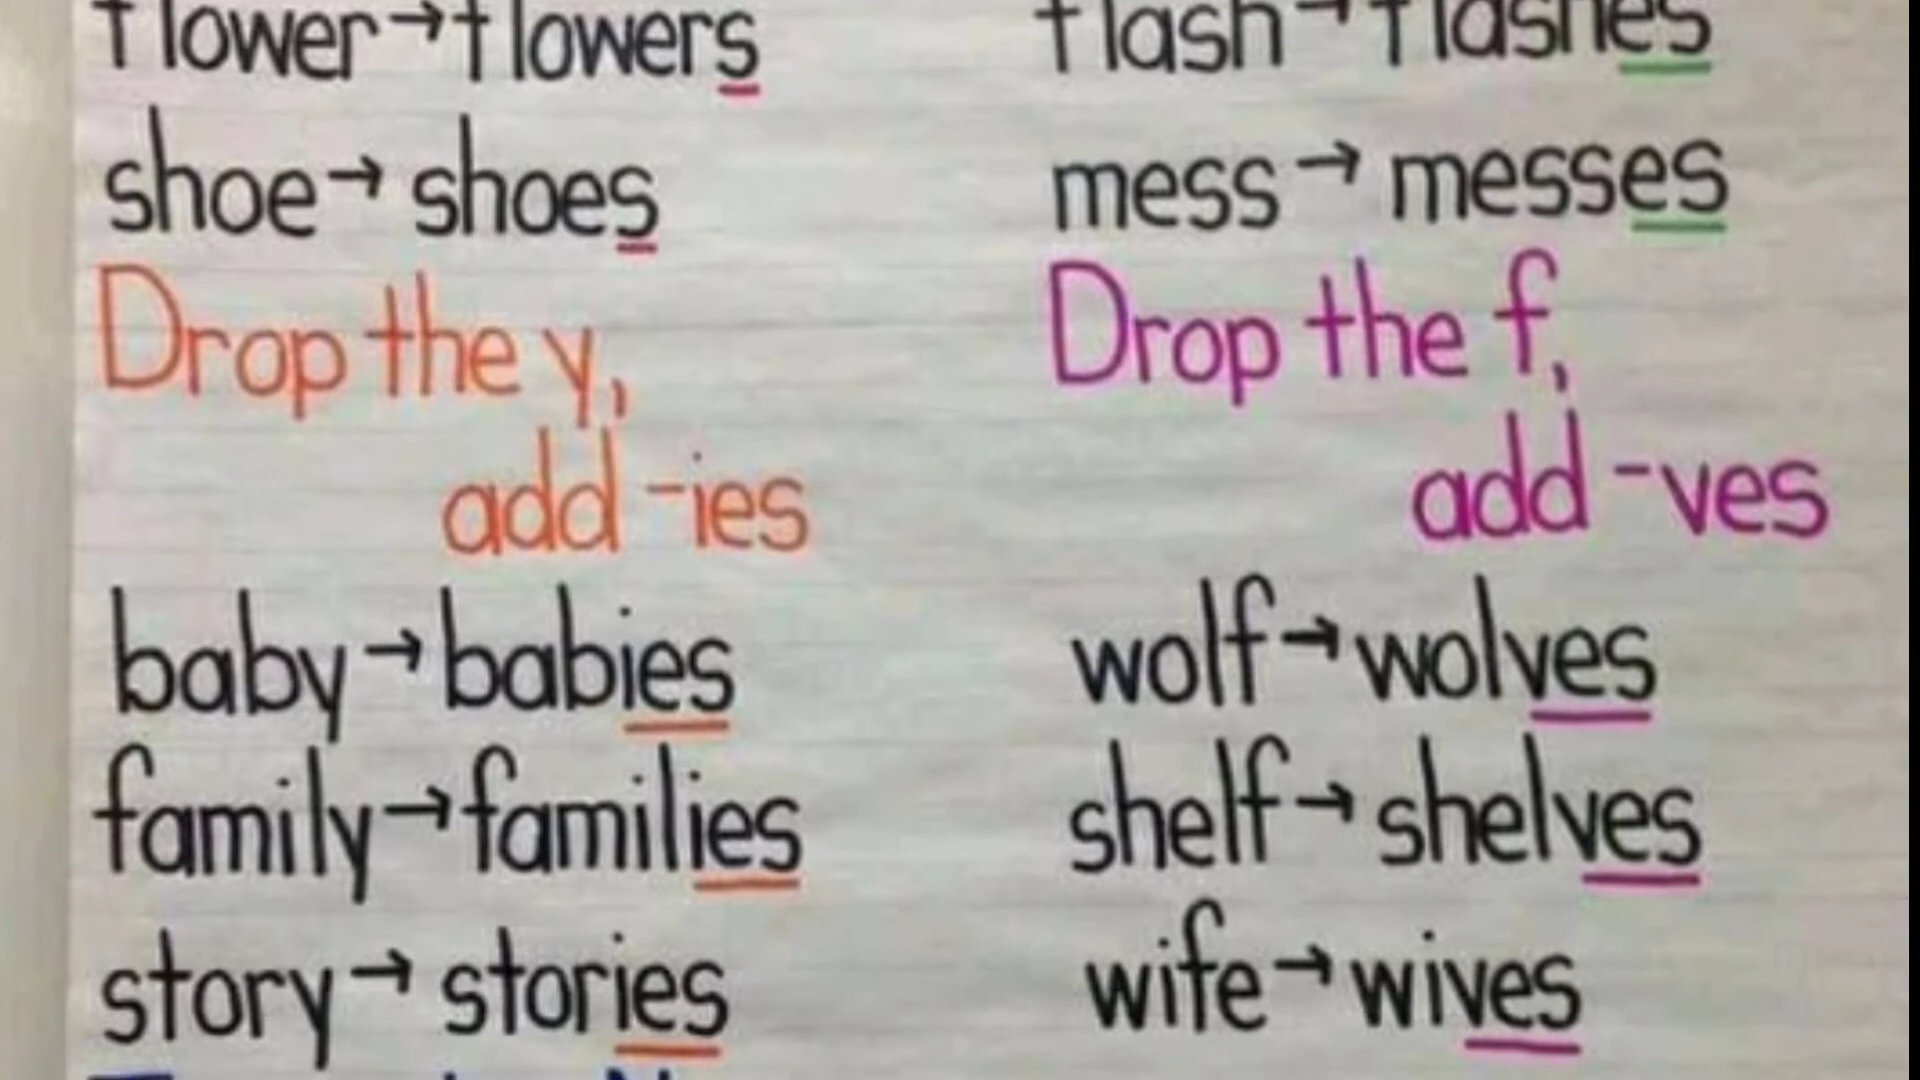 flower→flowers
shoe→shoes
Drop the y,
add -ies
baby→babies
family→families
story→stories
flash→flashes
mess→messes
Drop the f,
add -ves
wolf→wolves
shelf→shelves
wife→wives